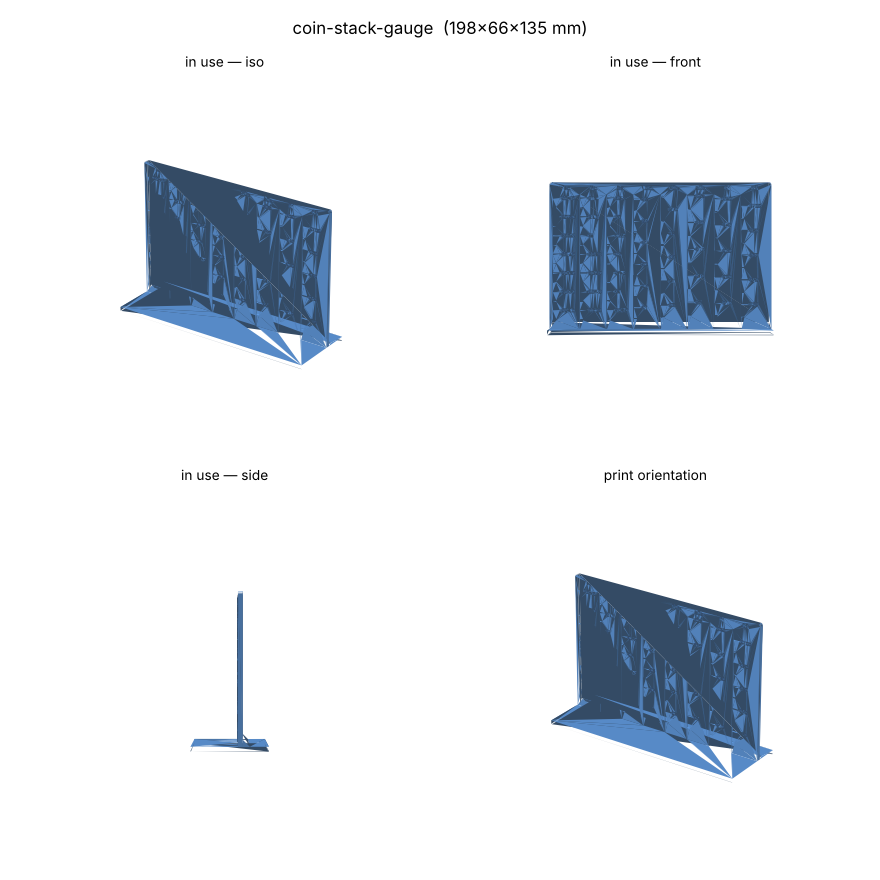 coin-stack-gauge (198×66×135 mm)
in use — iso
in use — front
in use — side
print orientation